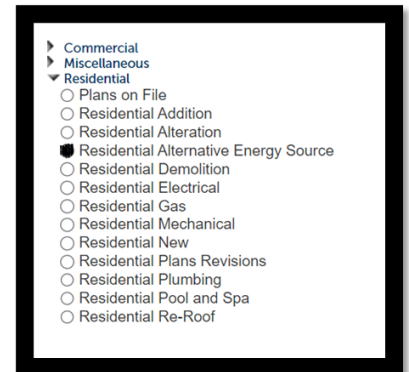 Commercial
Miscellaneous
Residential
Plans on File
Residential Addition
Residential Alteration
Residential Alternative Energy Source
Residential Demolition
Residential Electrical
Residential Gas
Residential Mechanical
Residential New
Residential Plans Revisions
Residential Plumbing
Residential Pool and Spa
Residential Re-Roof